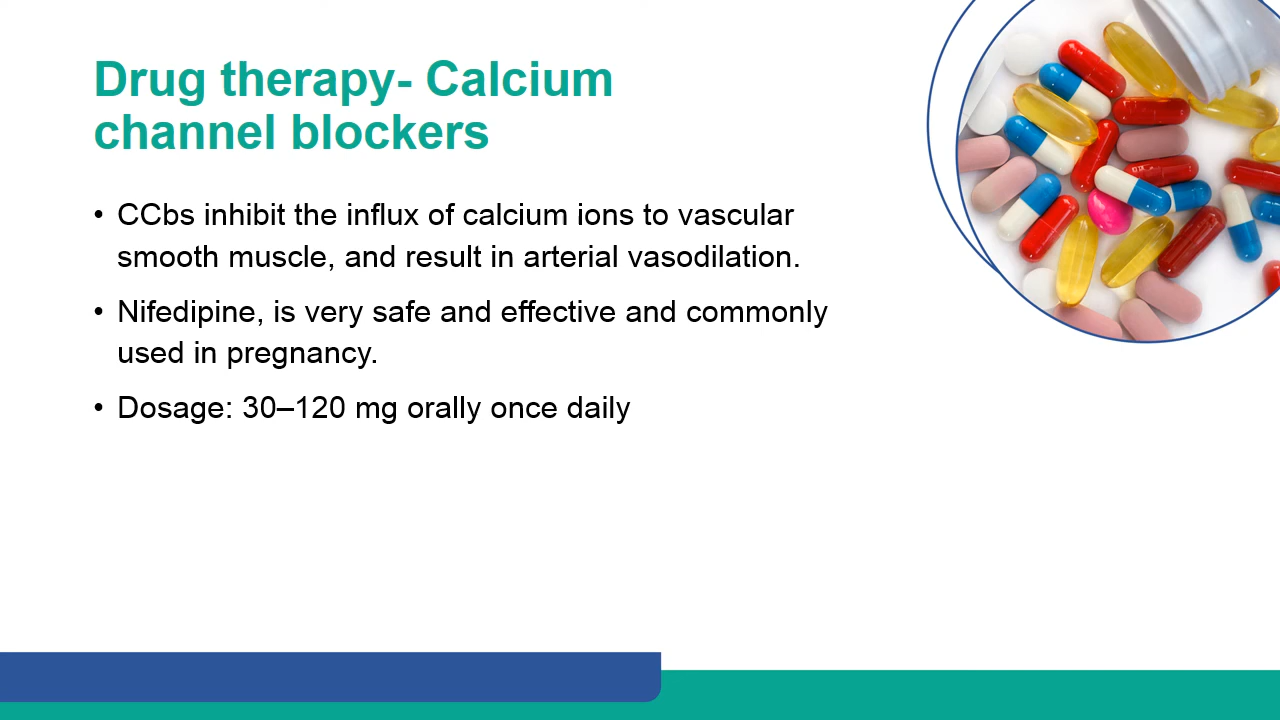 Drug therapy- Calcium
channel blockers
• CCbs inhibit the influx of calcium ions to vascular
smooth muscle, and result in arterial vasodilation.
• Nifedipine, is very safe and effective and commonly
used in pregnancy.
• Dosage: 30–120 mg orally once daily